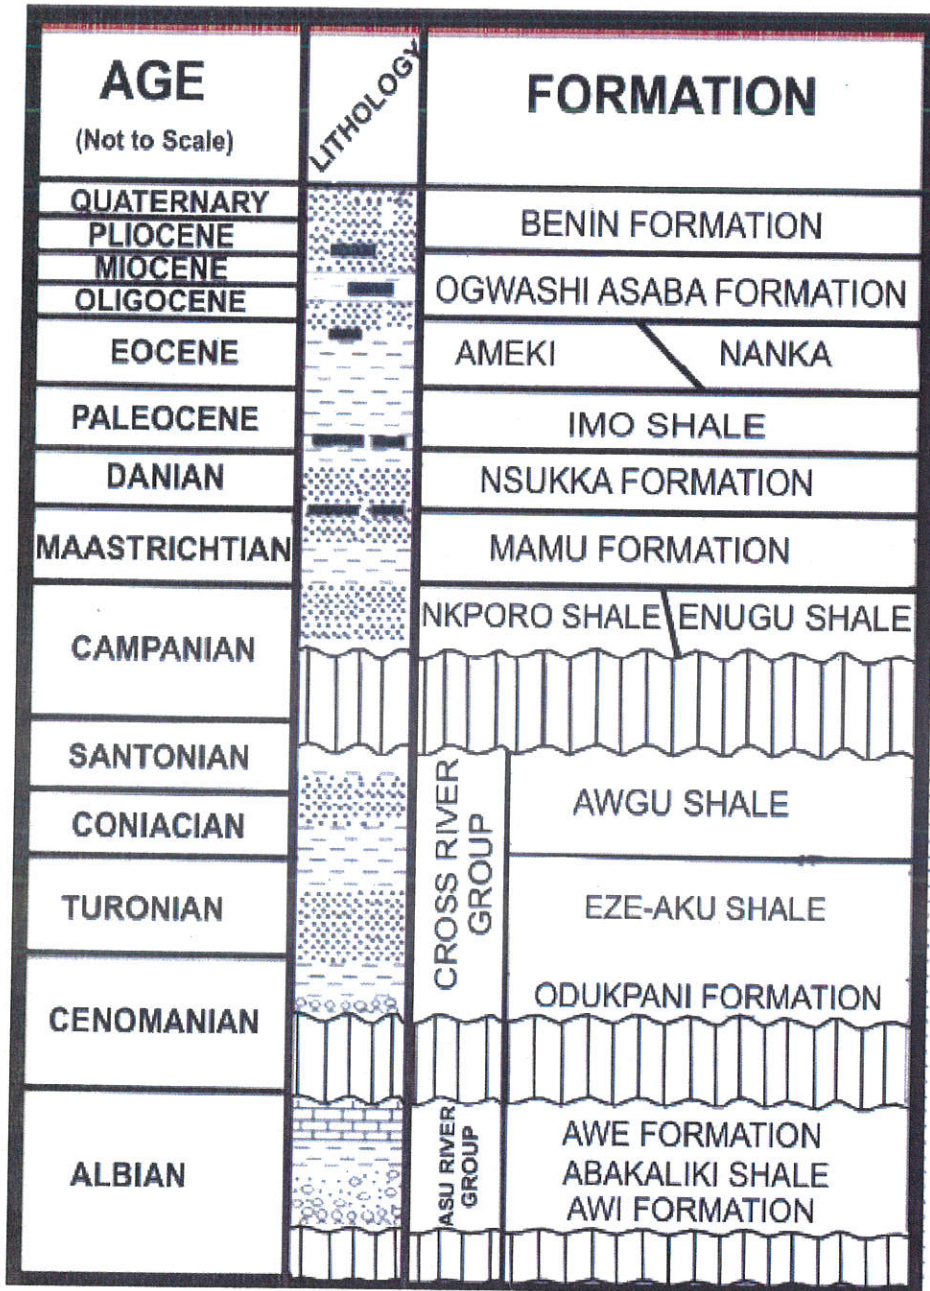 AGE
(Not to Scale)
LITHOLOGY
FORMATION
QUATERNARY
PLIOCENE
MIOCENE
OLIGOCENE
EOCENE
PALEOCENE
DANIAN
MAASTRICHTIAN
CAMPANIAN
SANTONIAN
CONIACIAN
TURONIAN
CENOMANIAN
ALBIAN
BENIN FORMATION
OGWASHI ASABA FORMATION
AMEKI
NANKA
IMO SHALE
NSUKKA FORMATION
MAMU FORMATION
NKPORO SHALE
ENUGU SHALE
CROSS RIVER
GROUP
AWGU SHALE
EZE-AKU SHALE
ODUKPANI FORMATION
ASU RIVER
GROUP
AWE FORMATION
ABAKALIKI SHALE
AWI FORMATION